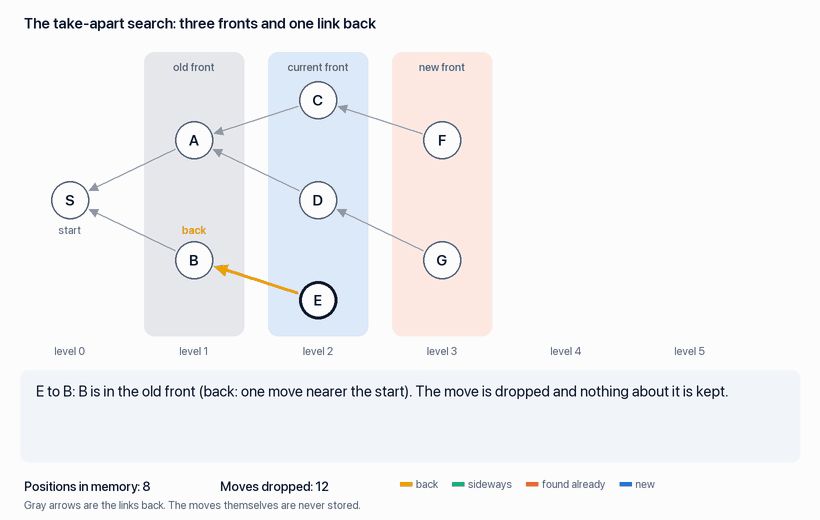 The take-apart search: three fronts and one link back
old front
current front
new front
C
A
F
S
D
start
back
B
G
E
level 0
level 1
level 2
level 3
level 4
level 5
E to B: B is in the old front (back: one move nearer the start). The move is dropped and nothing about it is kept.
Positions in memory: 8
Moves dropped: 12
back
sideways
found already
new
Gray arrows are the links back. The moves themselves are never stored.